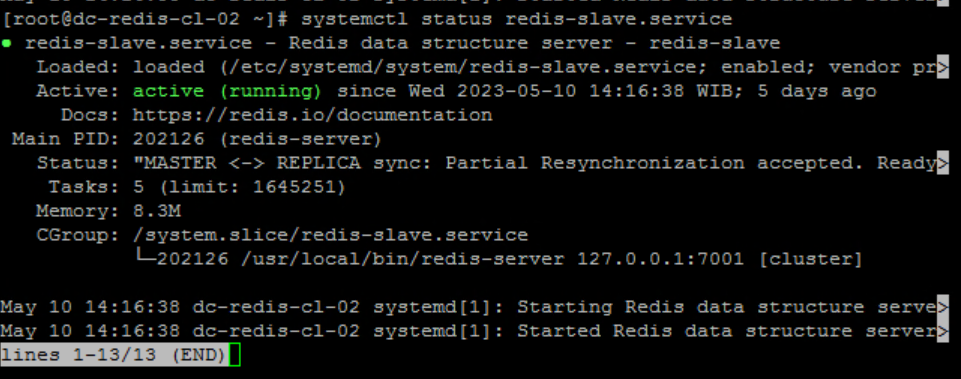 [root@dc-redis-cl-02 ~]# systemctl status redis-slave.service
● redis-slave.service - Redis data structure server - redis-slave
   Loaded: loaded (/etc/systemd/system/redis-slave.service; enabled; vendor pr>
   Active: active (running) since Wed 2023-05-10 14:16:38 WIB; 5 days ago
     Docs: https://redis.io/documentation
 Main PID: 202126 (redis-server)
   Status: "MASTER <-> REPLICA sync: Partial Resynchronization accepted. Ready>
    Tasks: 5 (limit: 1645251)
   Memory: 8.3M
   CGroup: /system.slice/redis-slave.service
           └─202126 /usr/local/bin/redis-server 127.0.0.1:7001 [cluster]
May 10 14:16:38 dc-redis-cl-02 systemd[1]: Starting Redis data structure serve>
May 10 14:16:38 dc-redis-cl-02 systemd[1]: Started Redis data structure server>
lines 1-13/13 (END)